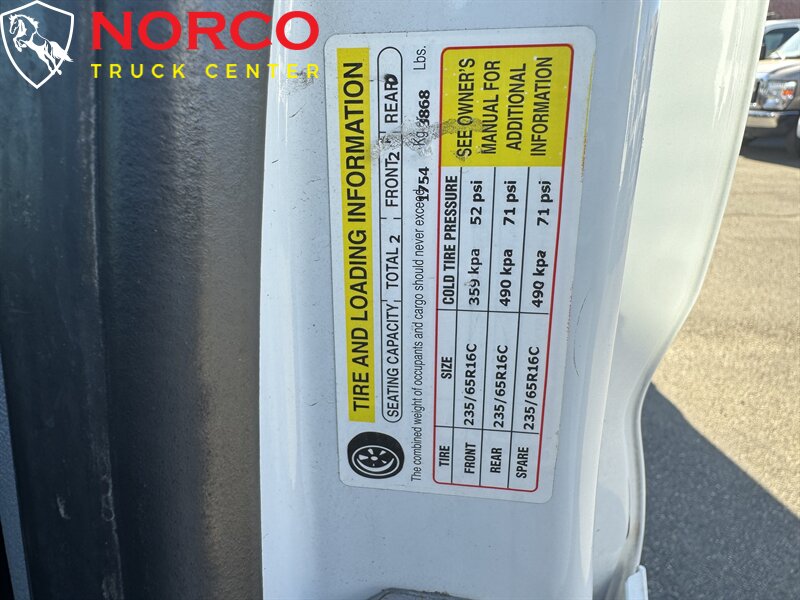 NORCO
TRUCK CENTER
TIRE AND LOADING INFORMATION
SEATING CAPACITY TOTAL 2 FRONT 2 REAR 0
The combined weight of occupants and cargo should never exceed 1754 Kg 3868 Lbs.
TIRE SIZE COLD TIRE PRESSURE SEE OWNER'S MANUAL FOR ADDITIONAL INFORMATION
FRONT 235/65R16C 359 kpa 52 psi
REAR 235/65R16C 490 kpa 71 psi
SPARE 235/65R16C 490 kpa 71 psi